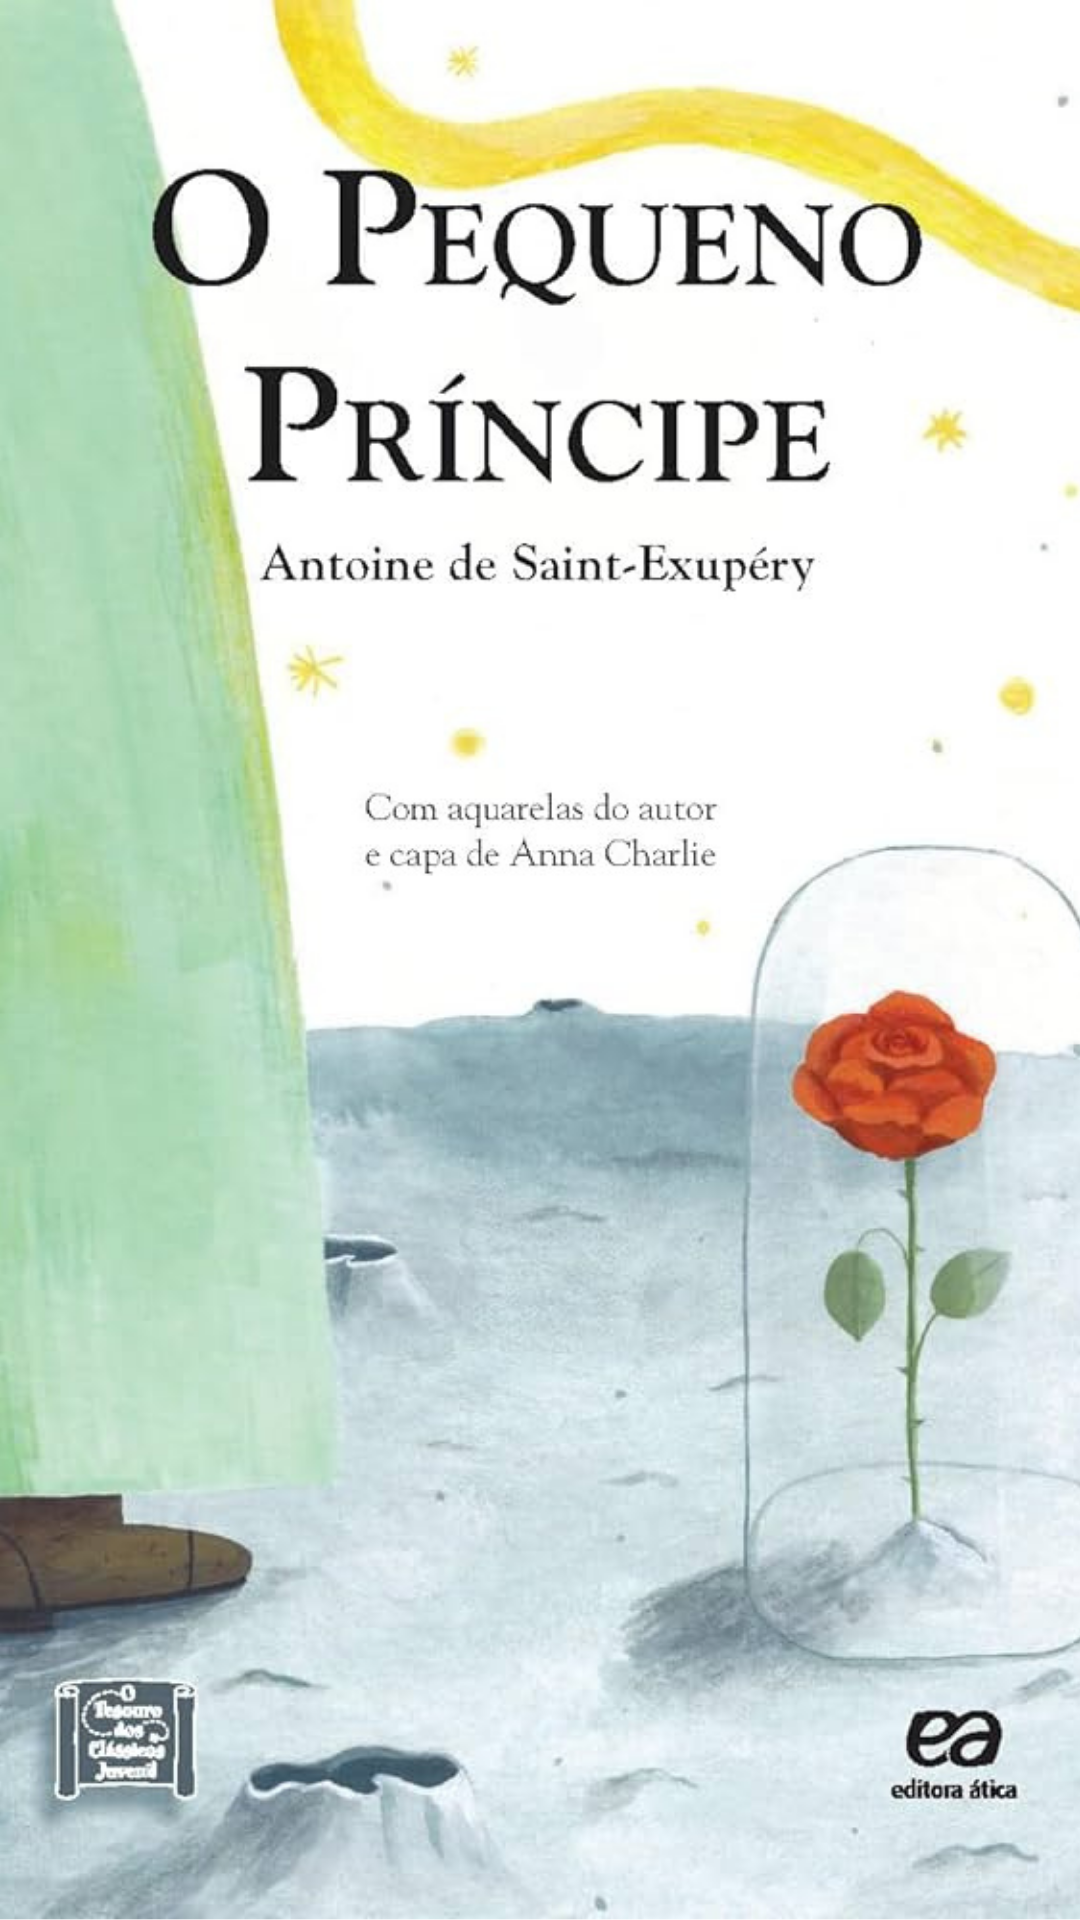 O PEQUENO
PRÍNCIPE
Antoine de Saint-Exupéry
Com aquarelas do autor
e capa de Anna Charlie
O
Tesouro
dos
Clássicos
Juvenil
ea
editora ática